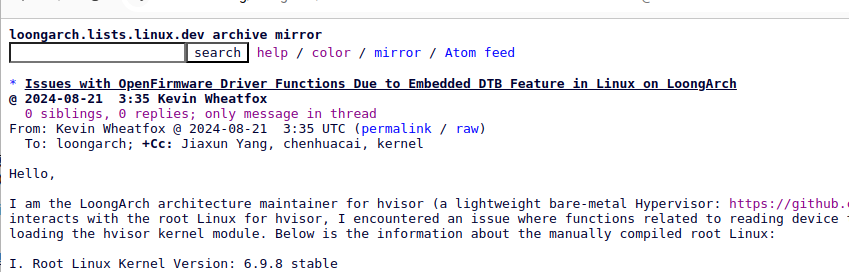 loongarch.lists.linux.dev archive mirror
search help / color / mirror / Atom feed
* Issues with OpenFirmware Driver Functions Due to Embedded DTB Feature in Linux on LoongArch
@ 2024-08-21  3:35 Kevin Wheatfox
0 siblings, 0 replies; only message in thread
From: Kevin Wheatfox @ 2024-08-21  3:35 UTC (permalink / raw)
To: loongarch; +Cc: Jiaxun Yang, chenhuacai, kernel
Hello,
I am the LoongArch architecture maintainer for hvisor (a lightweight bare-metal Hypervisor: https://github.
interacts with the root Linux for hvisor, I encountered an issue where functions related to reading device
loading the hvisor kernel module. Below is the information about the manually compiled root Linux:
I. Root Linux Kernel Version: 6.9.8 stable